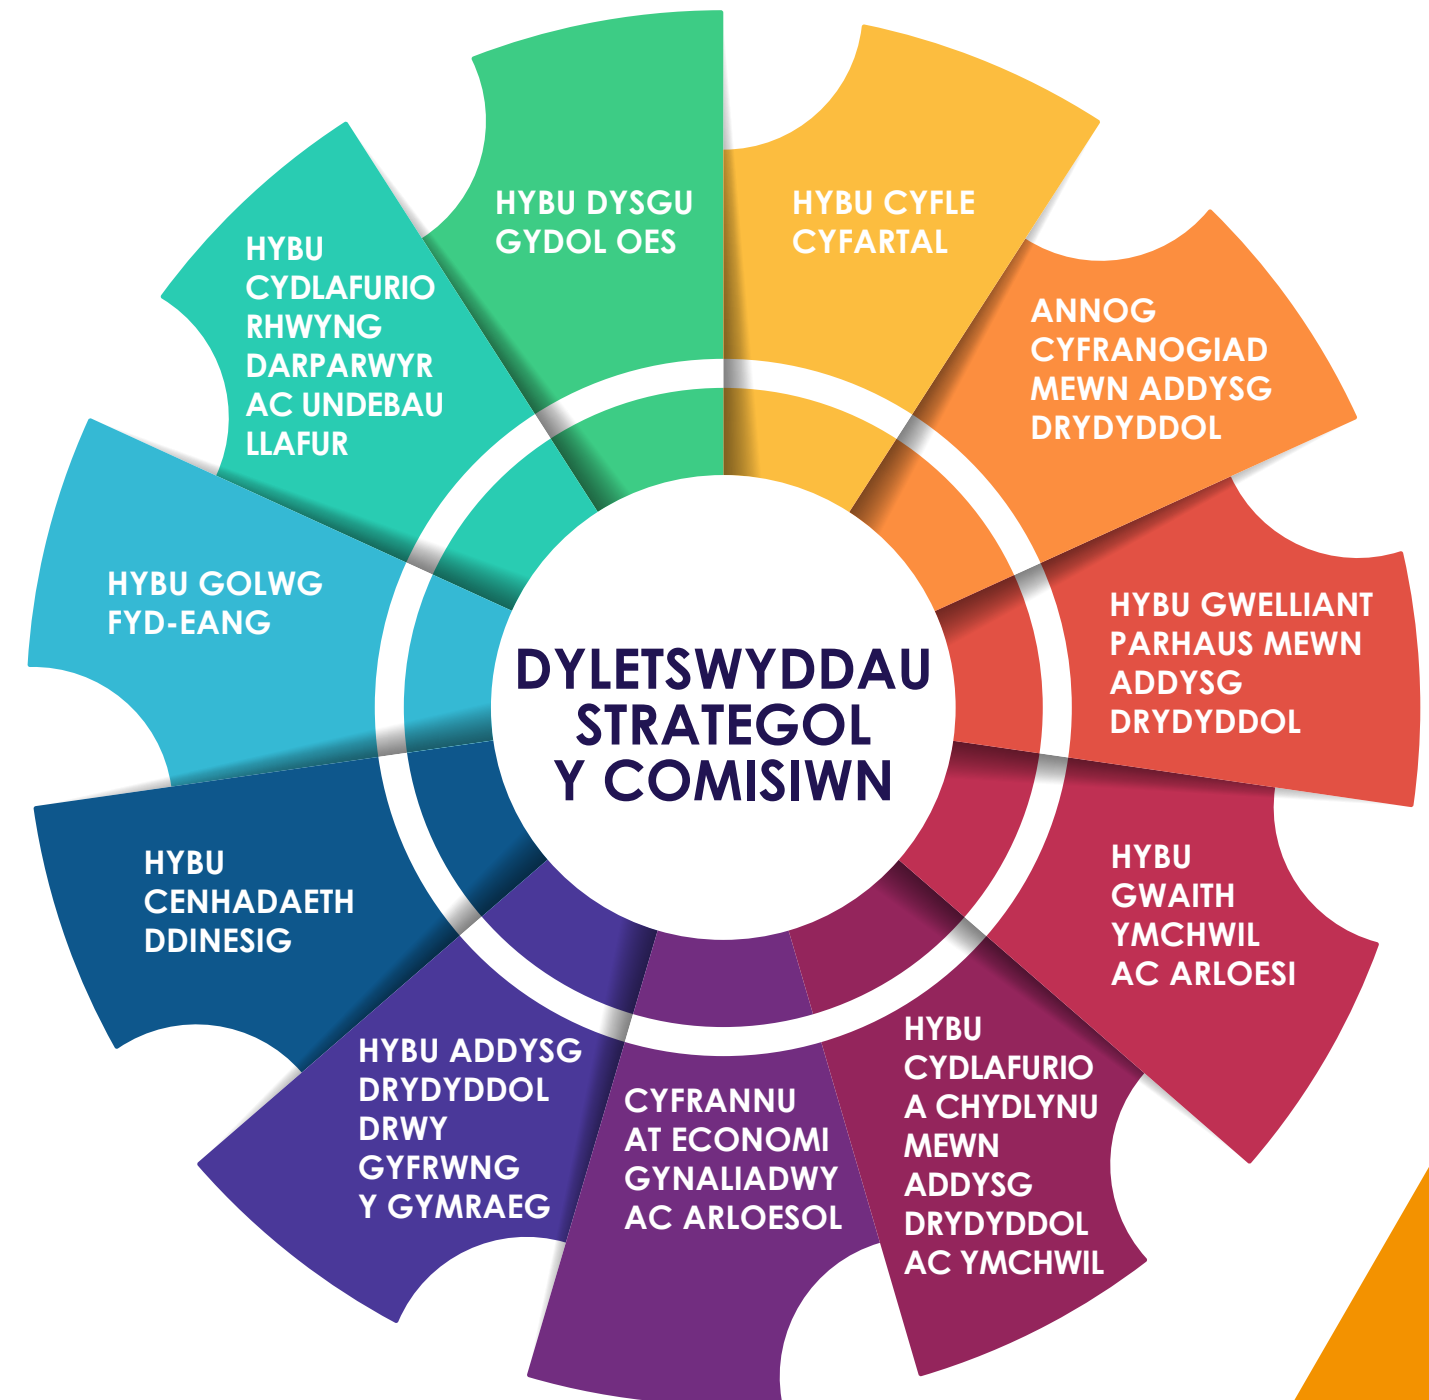 DYLETSWYDDAU
STRATEGOL
Y COMISIWN
HYBU DYSGU
GYDOL OES
HYBU CYFLE
CYFARTAL
ANNOG
CYFRANOGIAD
MEWN ADDYSG
DRYDYDDOL
HYBU GWELLIANT
PARHAUS MEWN
ADDYSG
DRYDYDDOL
HYBU
GWAITH
YMCHWIL
AC ARLOESI
HYBU
CYDLAFURIO
A CHYDLYNU
MEWN
ADDYSG
DRYDYDDOL
AC YMCHWIL
CYFRANNU
AT ECONOMI
GYNALIADWY
AC ARLOESOL
HYBU ADDYSG
DRYDYDDOL
DRWY
GYFRWNG
Y GYMRAEG
HYBU
CENHADAETH
DDINESIG
HYBU GOLWG
FYD-EANG
HYBU
CYDLAFURIO
RHWYNG
DARPARWYR
AC UNDEBAU
LLAFUR